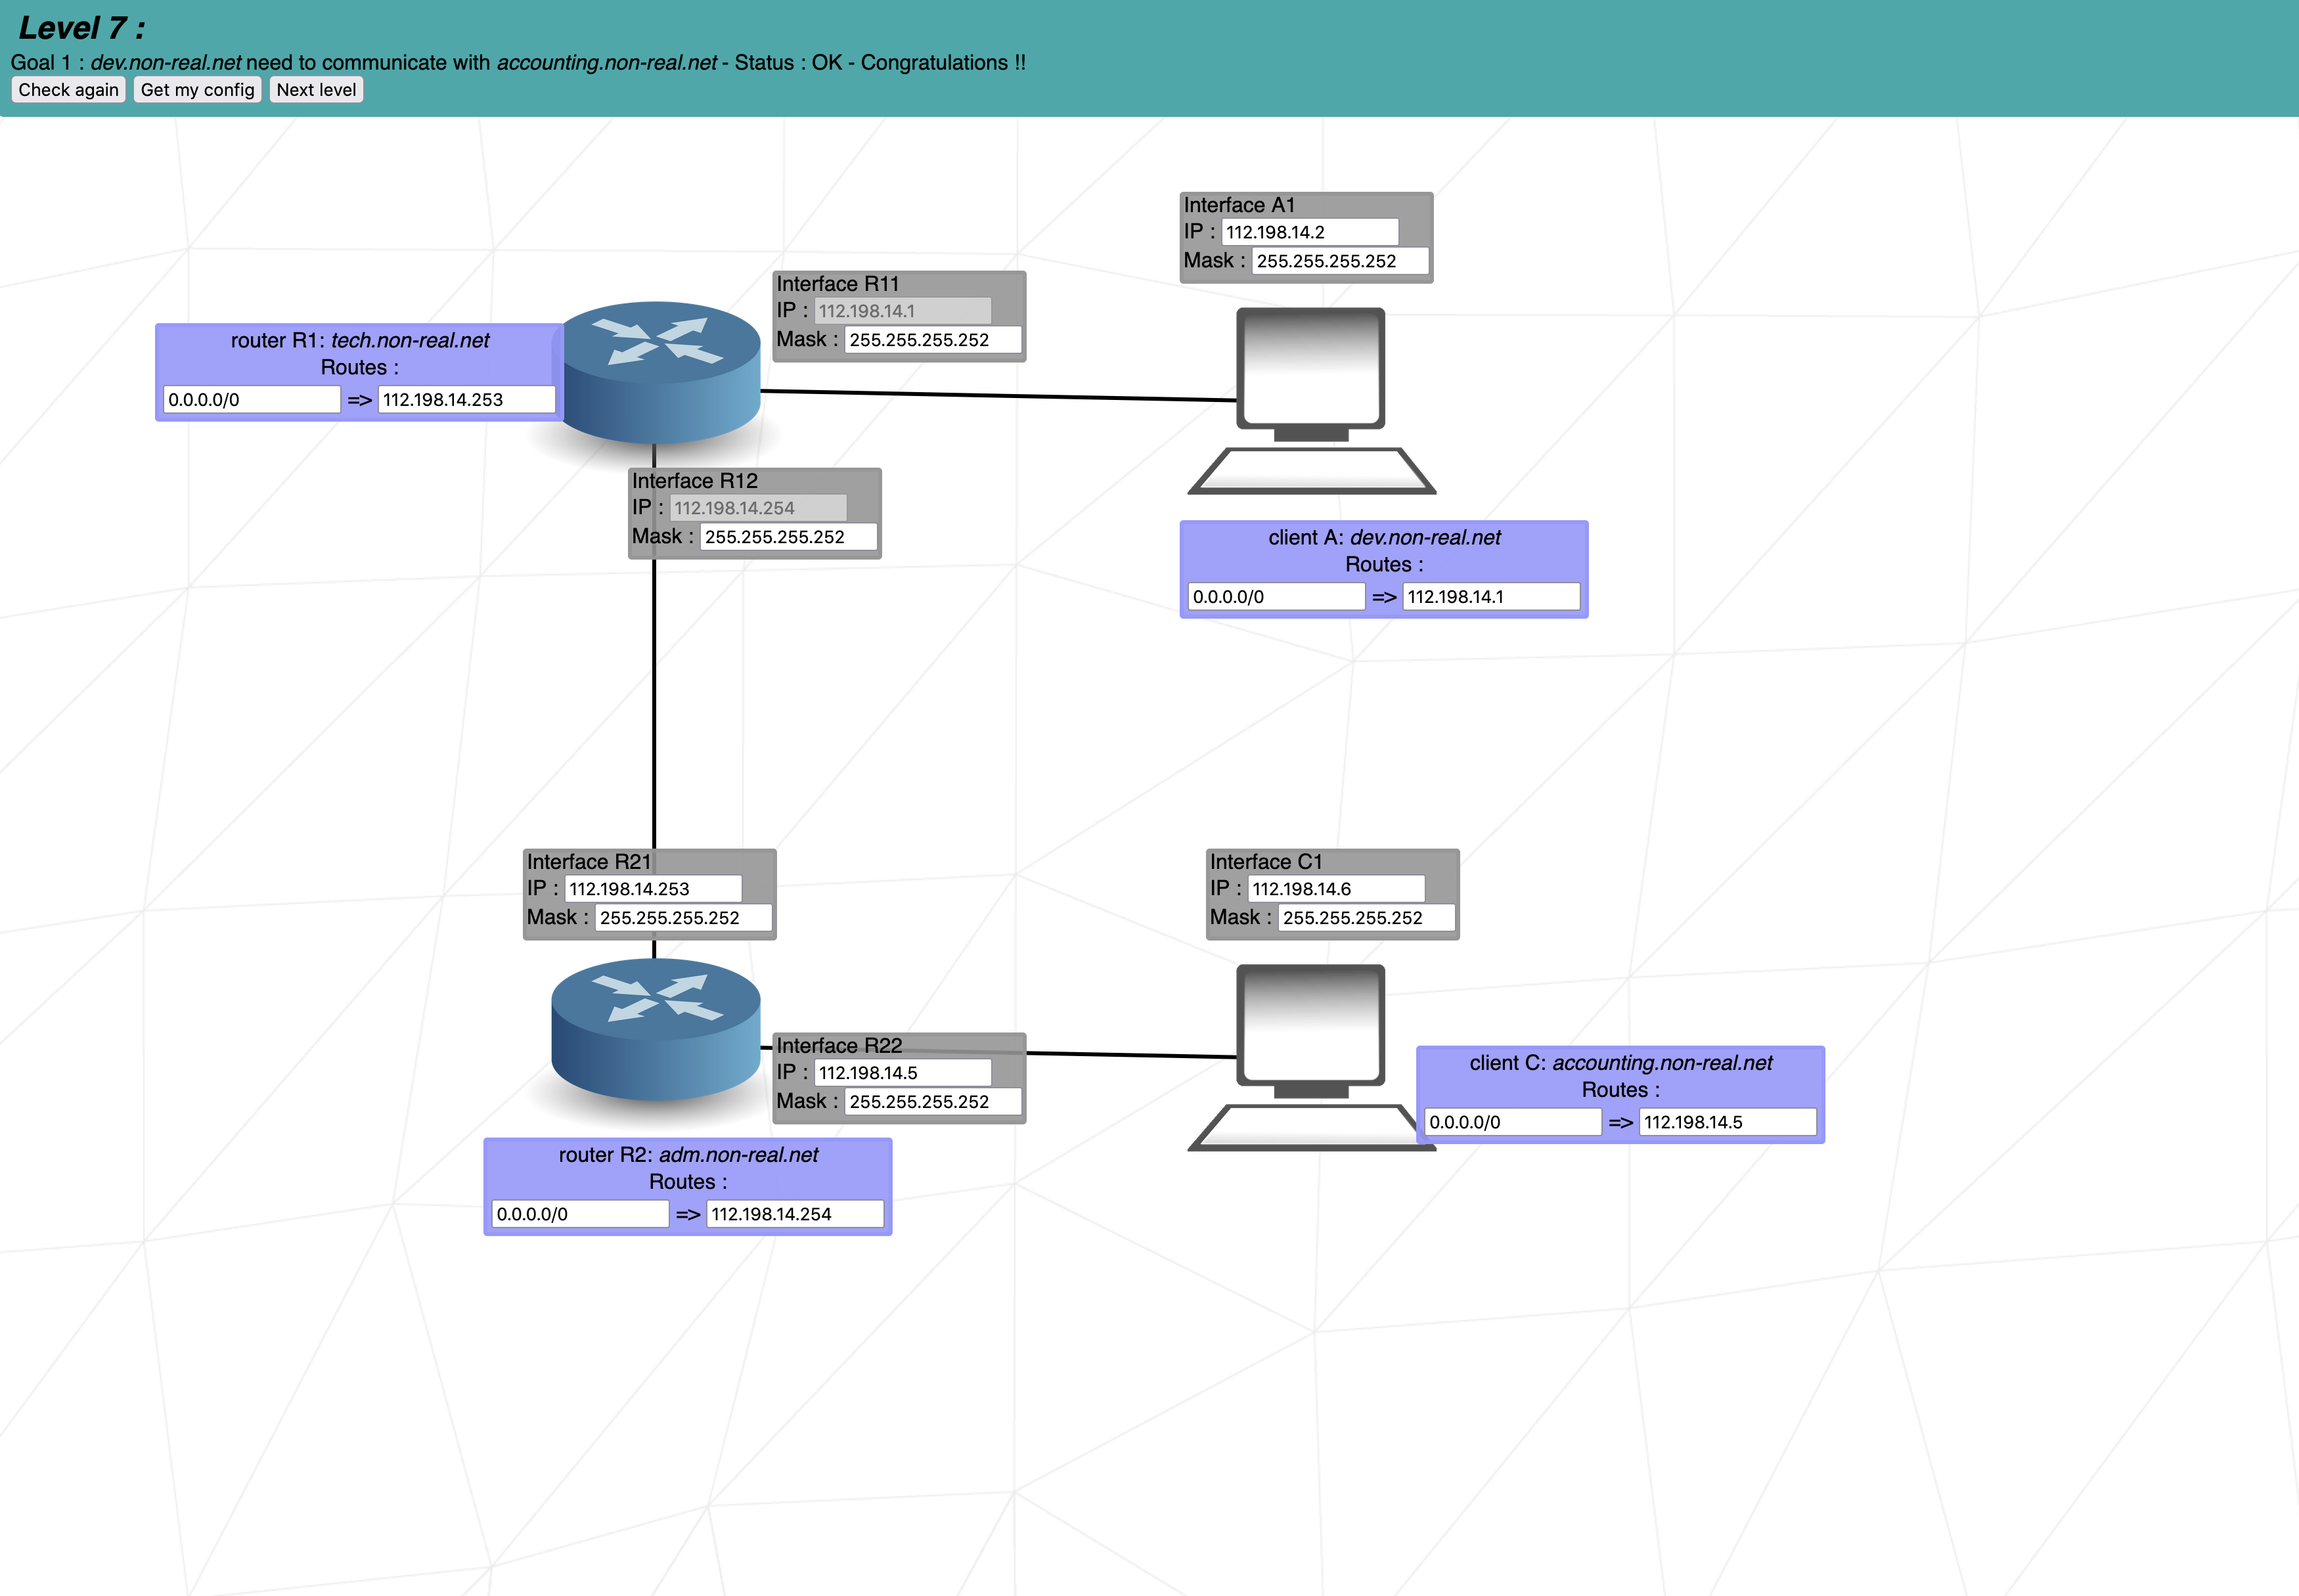 Level 7 :
Goal 1 : dev.non-real.net need to communicate with accounting.non-real.net - Status : OK - Congratulations !!
Check again Get my config Next level
Interface A1
IP : 112.198.14.2
Mask : 255.255.255.252
Interface R11
IP : 112.198.14.1
Mask : 255.255.255.252
router R1: tech.non-real.net
Routes :
0.0.0.0/0 => 112.198.14.253
Interface R12
IP : 112.198.14.254
Mask : 255.255.255.252
client A: dev.non-real.net
Routes :
0.0.0.0/0 => 112.198.14.1
Interface R21
IP : 112.198.14.253
Mask : 255.255.255.252
Interface C1
IP : 112.198.14.6
Mask : 255.255.255.252
Interface R22
IP : 112.198.14.5
Mask : 255.255.255.252
client C: accounting.non-real.net
Routes :
0.0.0.0/0 => 112.198.14.5
router R2: adm.non-real.net
Routes :
0.0.0.0/0 => 112.198.14.254